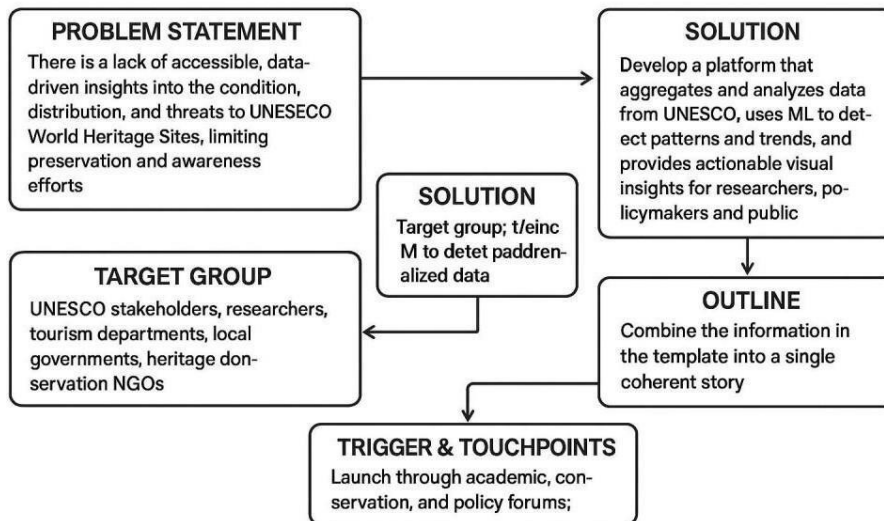 PROBLEM STATEMENT
There is a lack of accessible, data-
driven insights into the condition,
distribution, and threats to UNESECO
World Heritage Sites, limiting
preservation and awareness
efforts
SOLUTION
Develop a platform that
aggregates and analyzes data
from UNESCO, uses ML to det-
ect patterns and trends, and
provides actionable visual
insights for researchers, po-
licymakers and public
SOLUTION
Target group; t/einc
M to detet paddren-
alized data
TARGET GROUP
UNESCO stakeholders, researchers,
tourism departments, local
governments, heritage don-
servation NGOs
OUTLINE
Combine the information in
the template into a single
coherent story
TRIGGER & TOUCHPOINTS
Launch through academic, con-
servation, and policy forums;